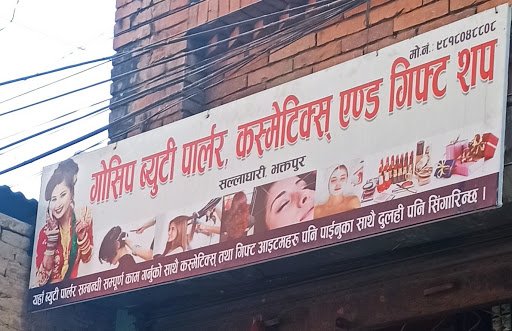 मो.नं.: ९८१८०४८८०८
गोसिप ब्युटी पार्लर, कस्मेटिक्स् एण्ड गिफ्ट शप
सल्लाघारी, भक्तपुर
यहाँ ब्युटी पार्लर सम्बन्धी सम्पूर्ण काम गर्नुको साथै कस्मेटिक्स् तथा गिफ्ट आइटमहरु पनि पाईनुका साथै दुलही पनि सिंगारिन्छ ।